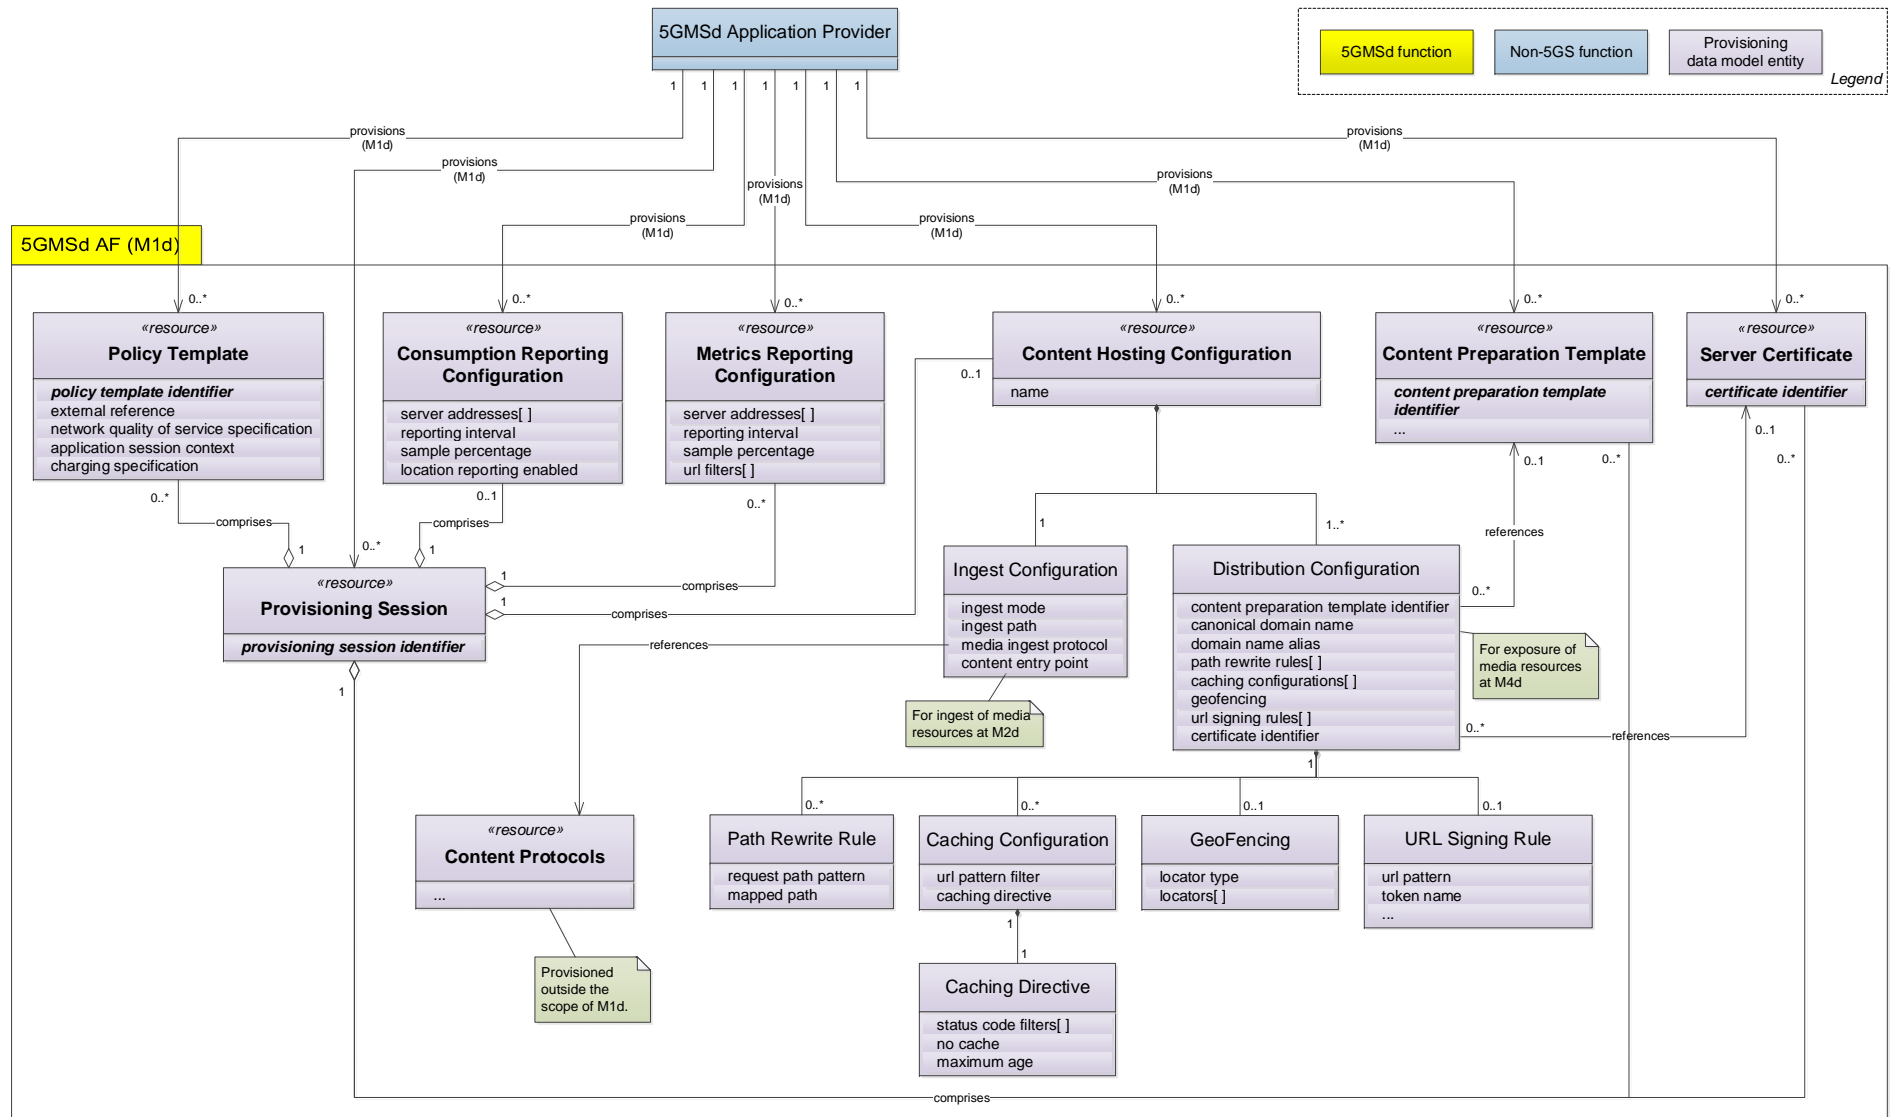 5GMSd Application Provider
5GMSd function
Non-5GS function
Provisioning
data model entity
Legend
1 1 1 1 1 1 1
provisions
(M1d)
provisions
(M1d)
provisions
(M1d)
provisions
(M1d)
provisions
(M1d)
provisions
(M1d)
provisions
(M1d)
5GMSd AF (M1d)
0..*
0..*
0..*
0..*
0..*
0..*
«resource»
Policy Template
policy template identifier
external reference
network quality of service specification
application session context
charging specification
«resource»
Consumption Reporting
Configuration
server addresses[ ]
reporting interval
sample percentage
location reporting enabled
«resource»
Metrics Reporting
Configuration
server addresses[ ]
reporting interval
sample percentage
url filters[ ]
«resource»
Content Hosting Configuration
name
0..1
«resource»
Content Preparation Template
content preparation template
identifier
...
«resource»
Server Certificate
certificate identifier
0..*
comprises
1
0..*
0..1
comprises
1
0..*
1
comprises
1
comprises
0..1
0..*
0..1
0..*
references
«resource»
Provisioning Session
provisioning session identifier
1
1
Ingest Configuration
ingest mode
ingest path
media ingest protocol
content entry point
references
For ingest of media
resources at M2d
1..*
Distribution Configuration
content preparation template identifier
canonical domain name
domain name alias
path rewrite rules[ ]
caching configurations[ ]
geofencing
url signing rules[ ]
certificate identifier
0..*
For exposure of
media resources
at M4d
0..*
references
1
0..*
0..*
0..1
0..1
«resource»
Content Protocols
...
Provisioned
outside the
scope of M1d.
Path Rewrite Rule
request path pattern
mapped path
Caching Configuration
url pattern filter
caching directive
1
1
GeoFencing
locator type
locators[ ]
URL Signing Rule
url pattern
token name
...
Caching Directive
status code filters[ ]
no cache
maximum age
comprises